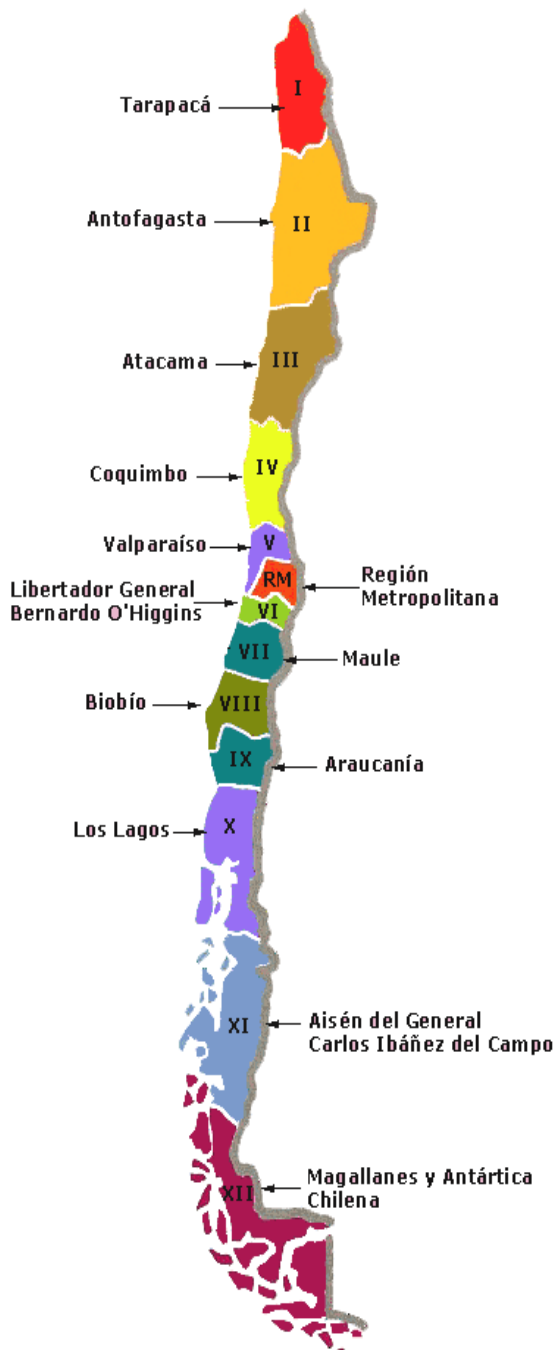 I
Tarapacá
Antofagasta
II
III
Atacama
IV
Coquimbo
Valparaíso
V
RM
Región
Metropolitana
Libertador General
Bernardo O'Higgins
VI
VII
Maule
Biobío
VIII
IX
Araucanía
Los Lagos
X
XI
Aisén del General
Carlos Ibáñez del Campo
XII
Magallanes y Antártica
Chilena